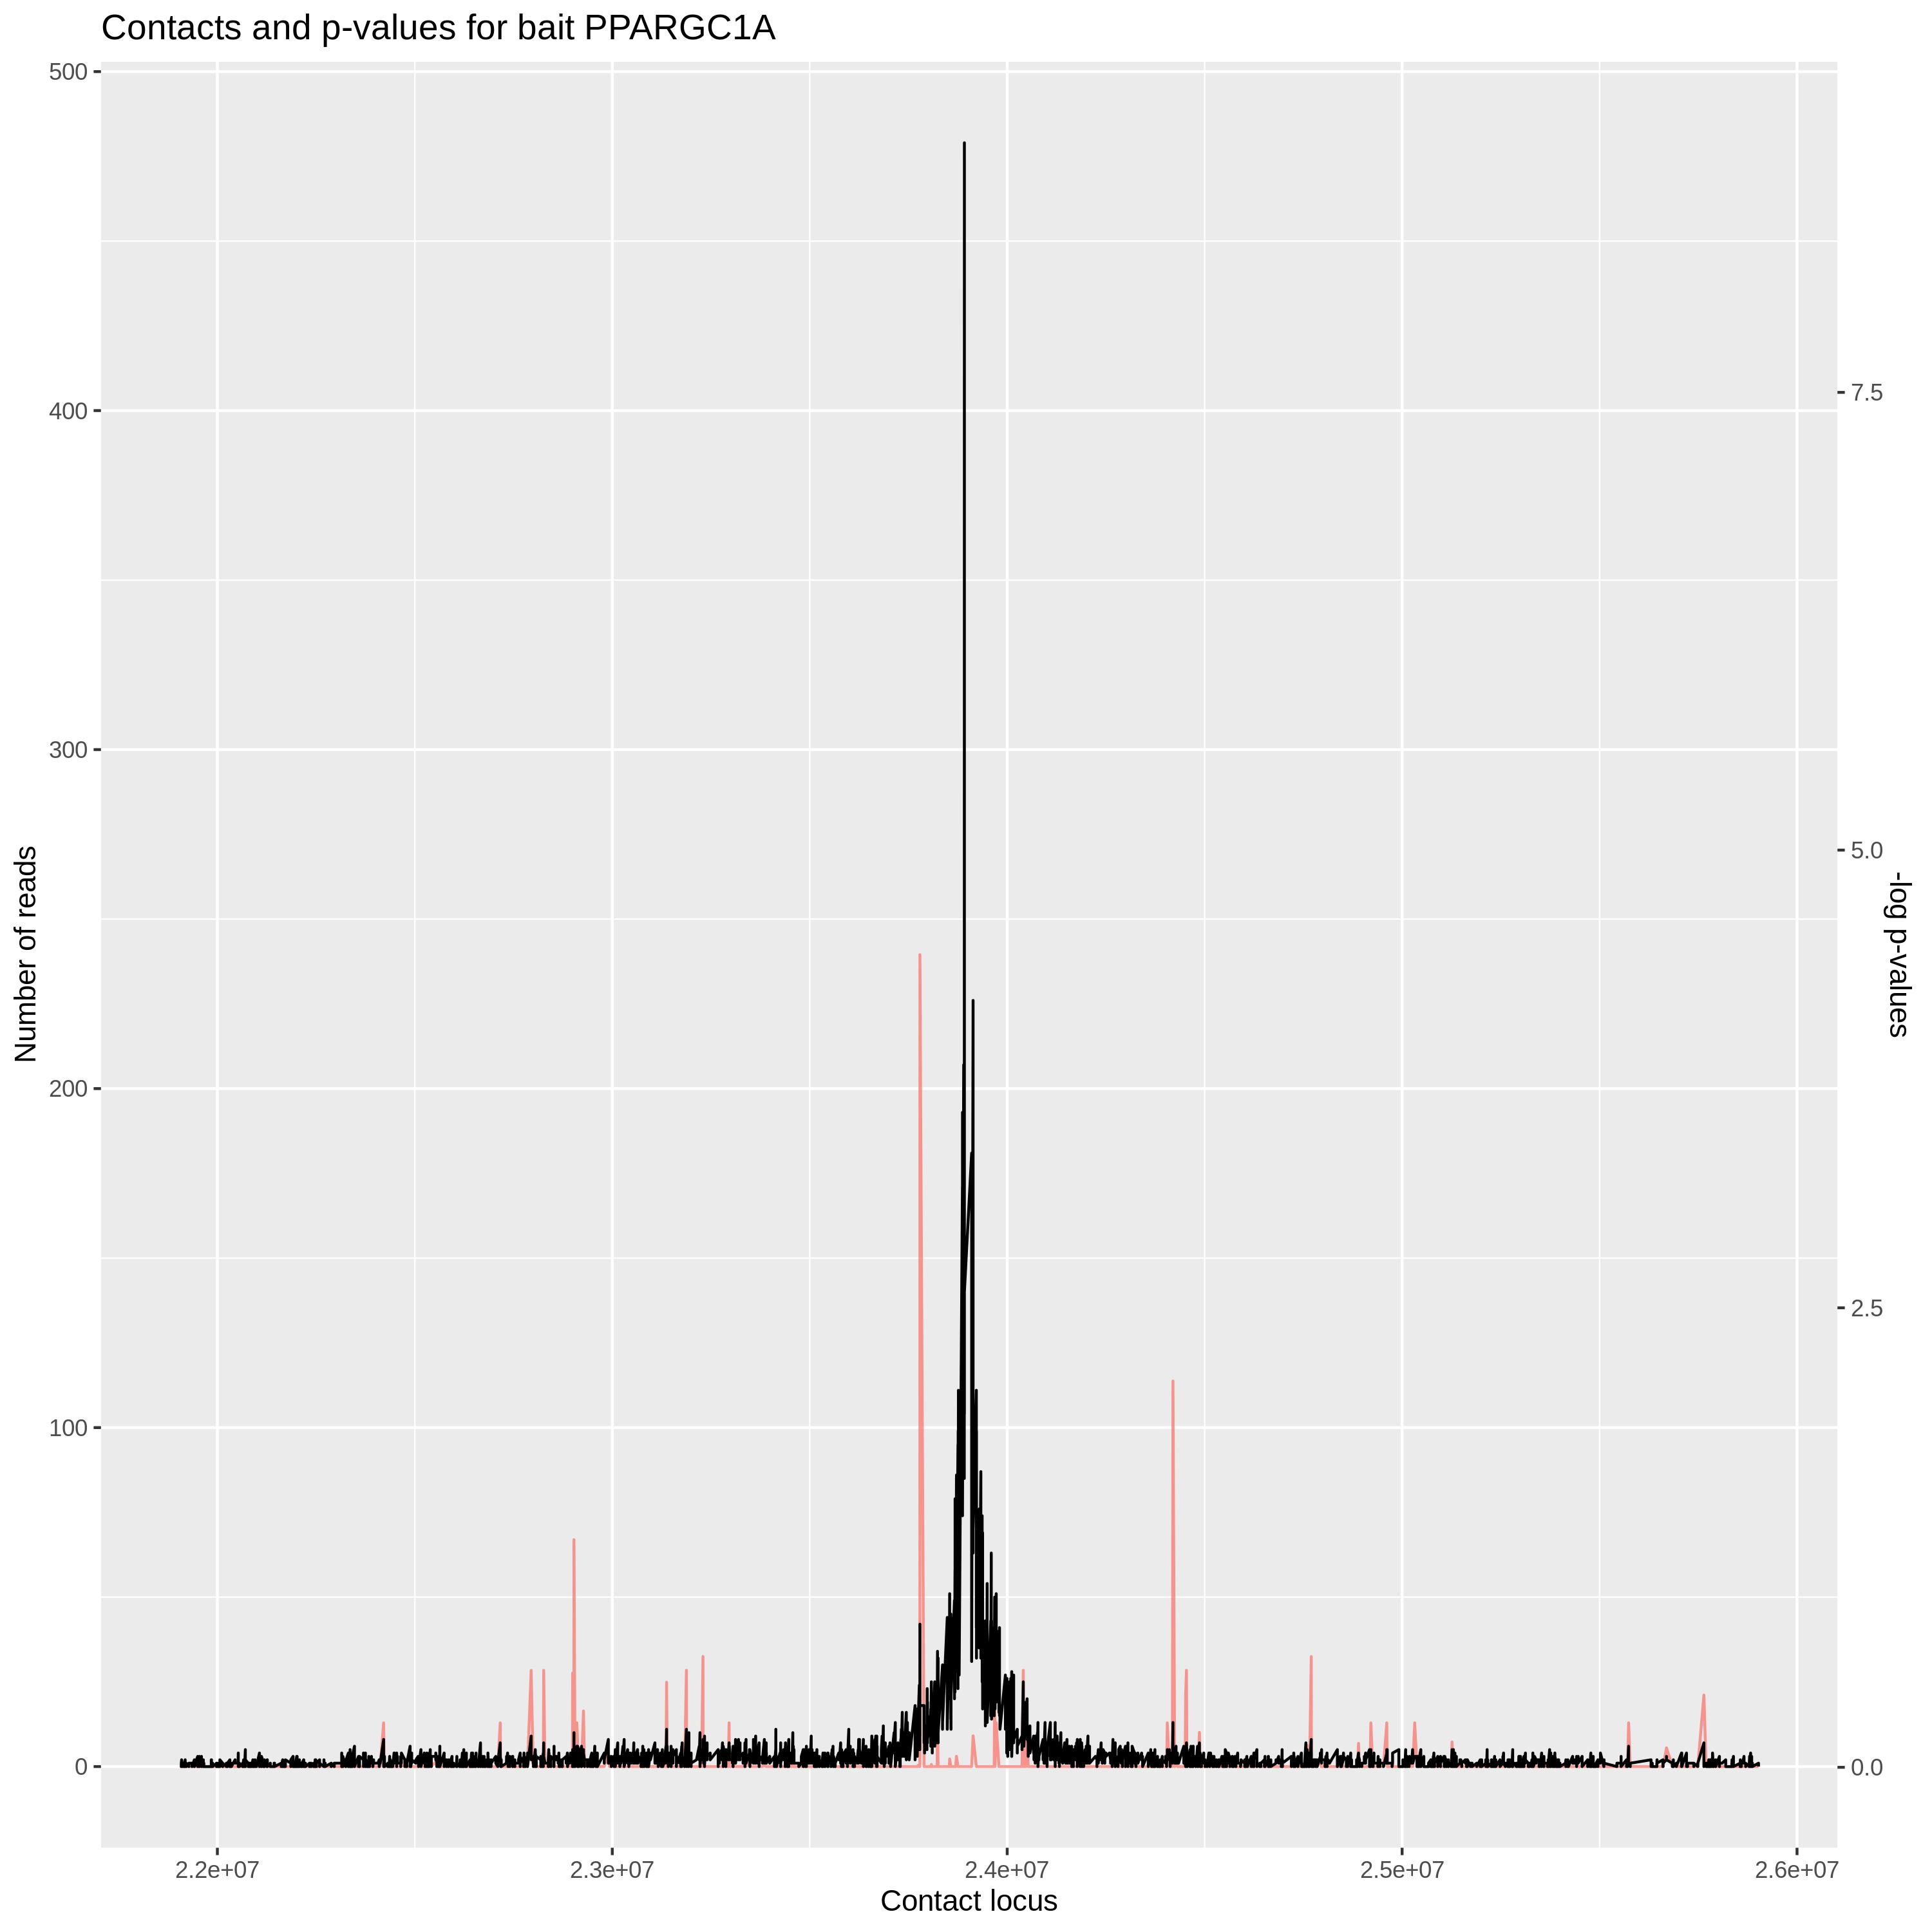 Contacts and p-values for bait PPARGC1A
500
400
300
200
100
0
Number of reads
7.5
5.0
2.5
0.0
-log p-values
2.2e+07
2.3e+07
2.4e+07
2.5e+07
2.6e+07
Contact locus